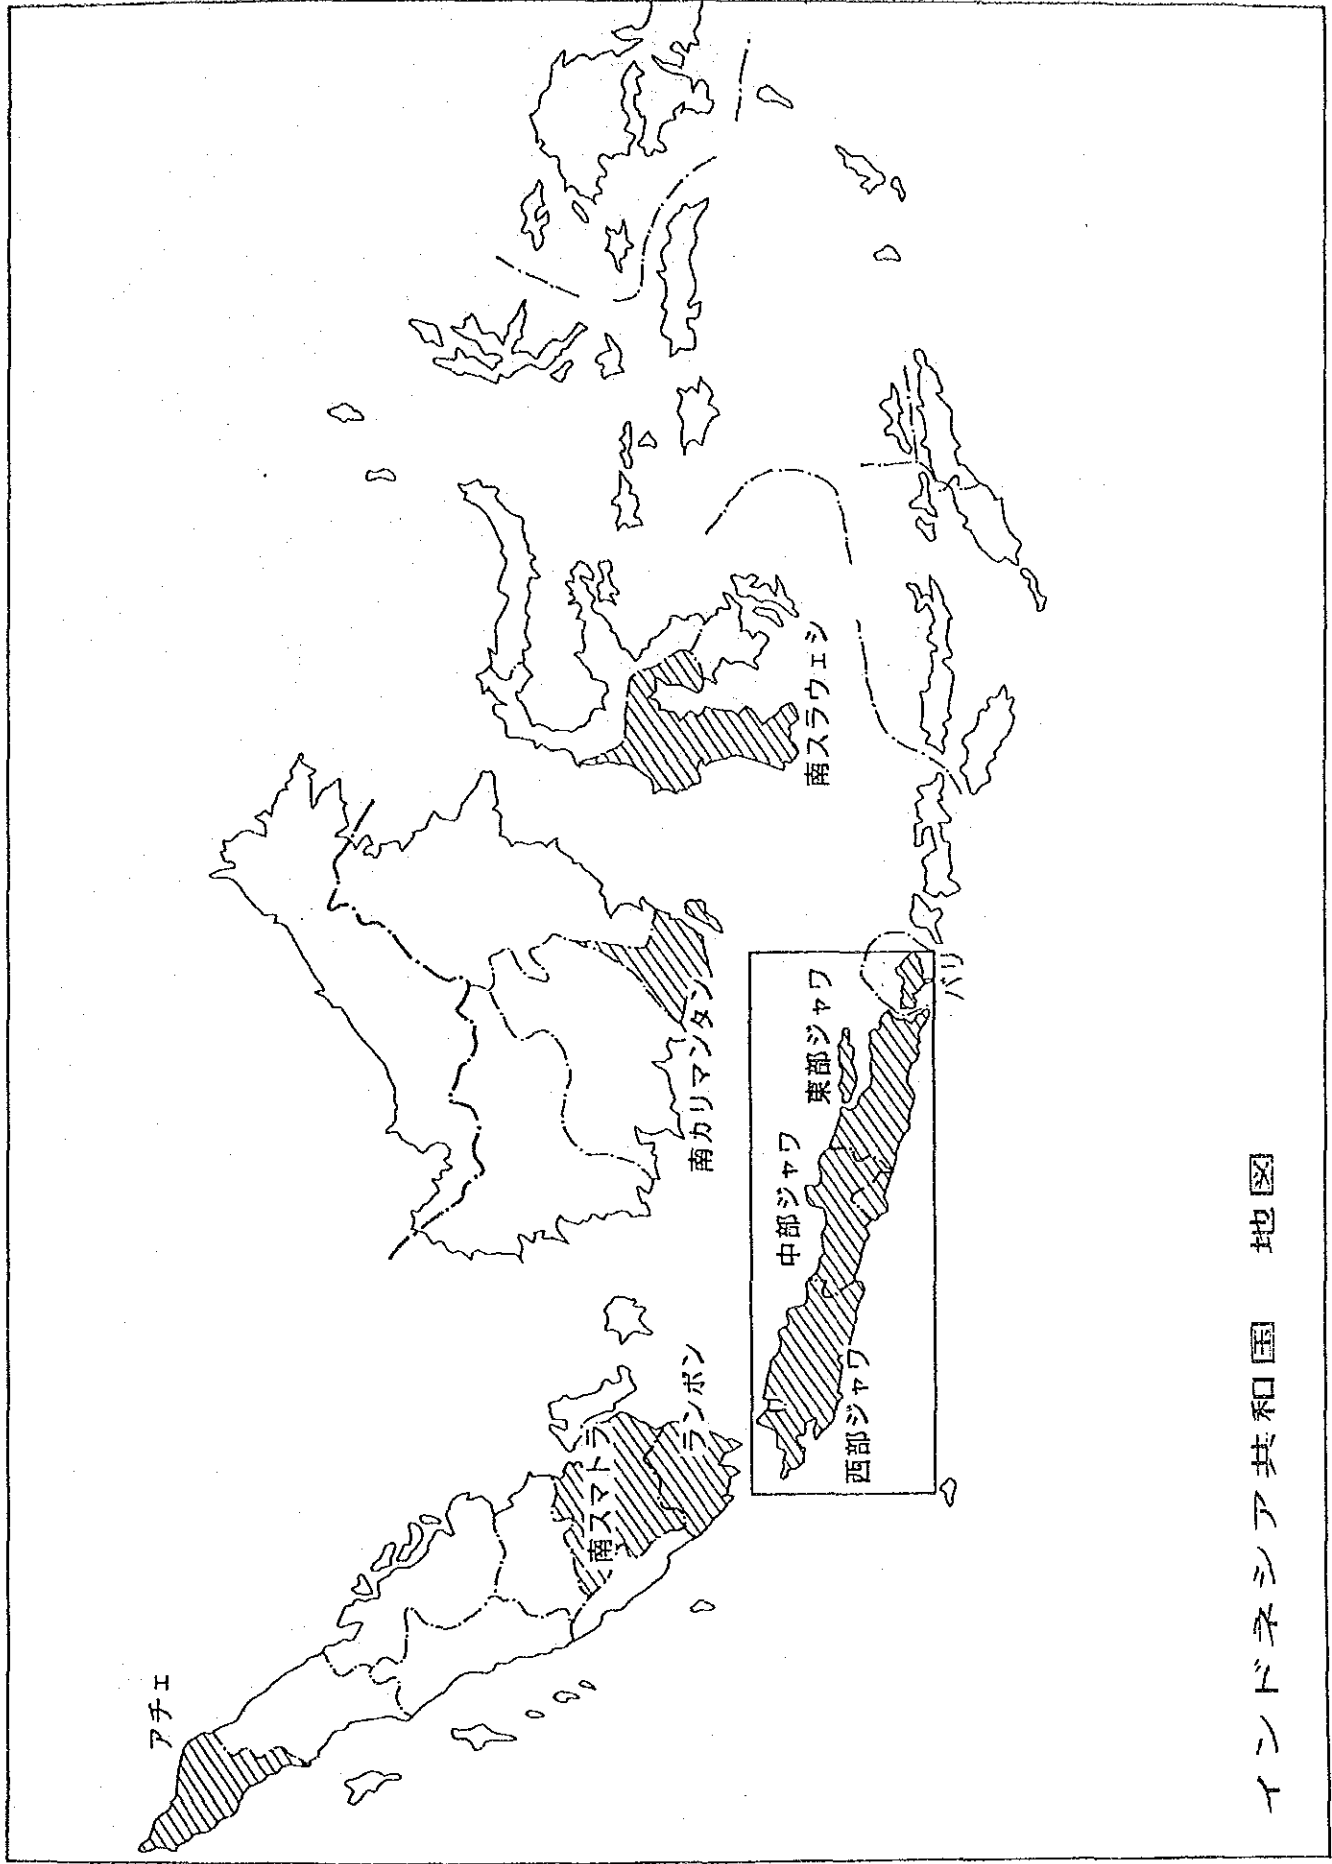 アチェ
南スマトラ
ランポン
南カリマンタン
南スラウェシ
西部ジャワ
中部ジャワ
東部ジャワ
バリ
インドネシア共和国 地図